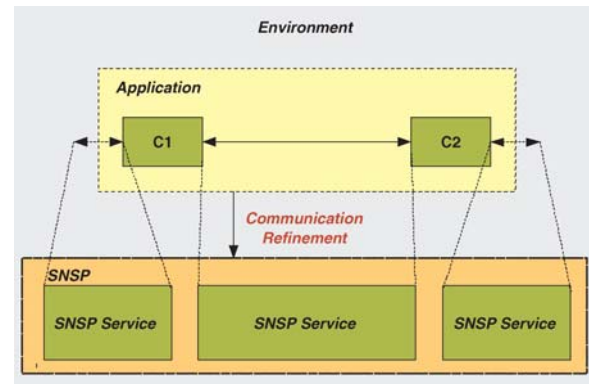 Environment
Application
C1
C2
Communication
Refinement
SNSP
SNSP Service
SNSP Service
SNSP Service